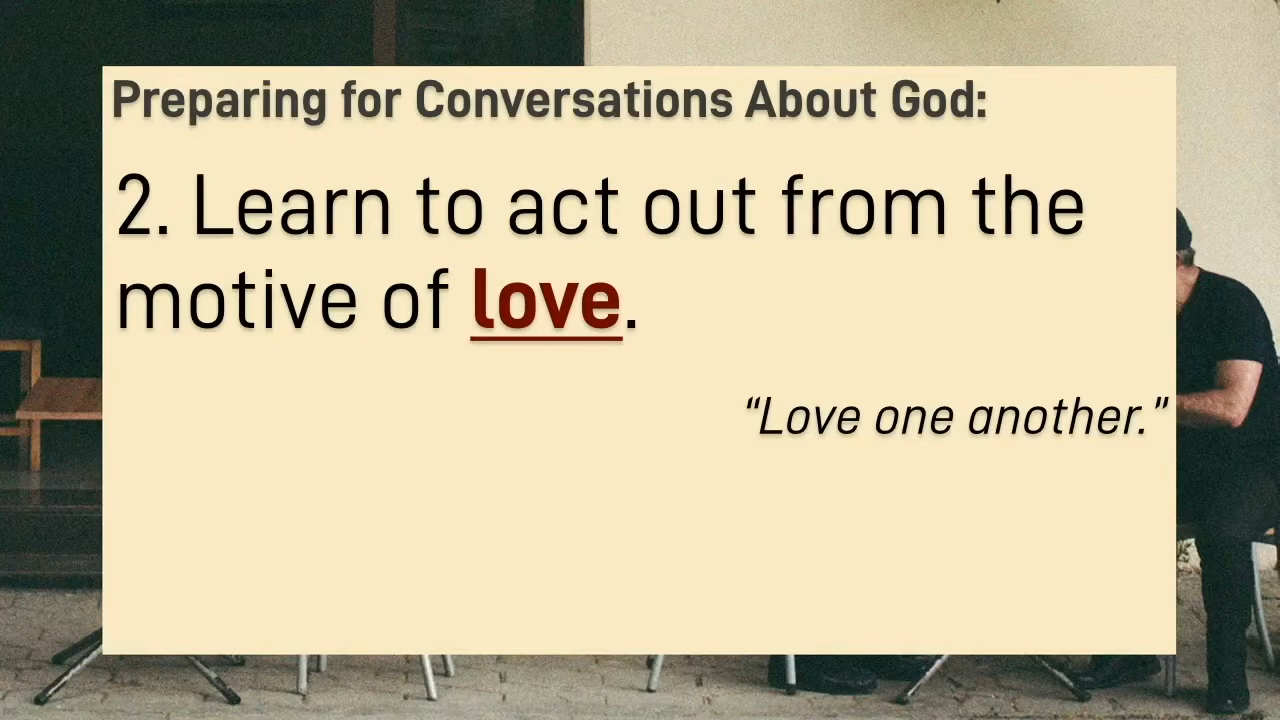 Preparing for Conversations About God:
2. Learn to act out from the
motive of love.
“Love one another.”